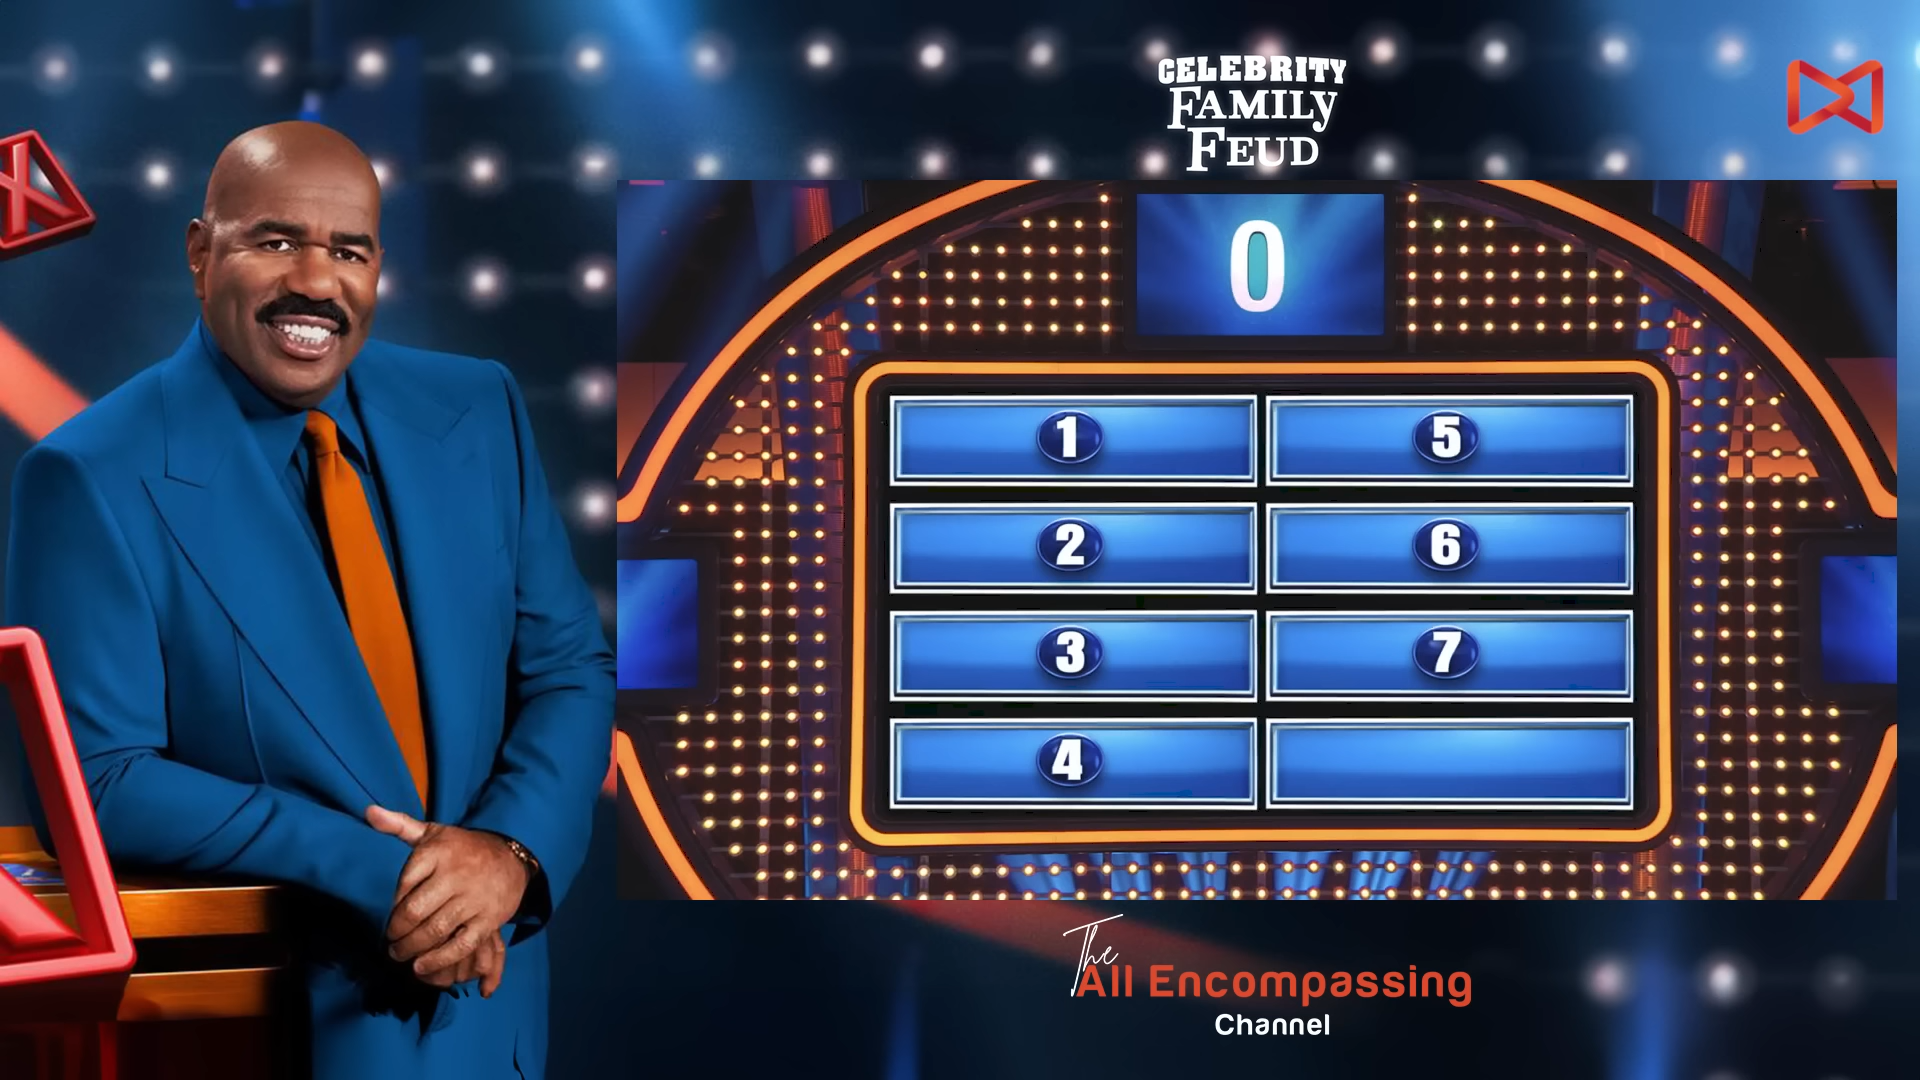 CELEBRITY
FAMILY
FEUD
X
0
1
5
2
6
3
7
4
The
All Encompassing
Channel